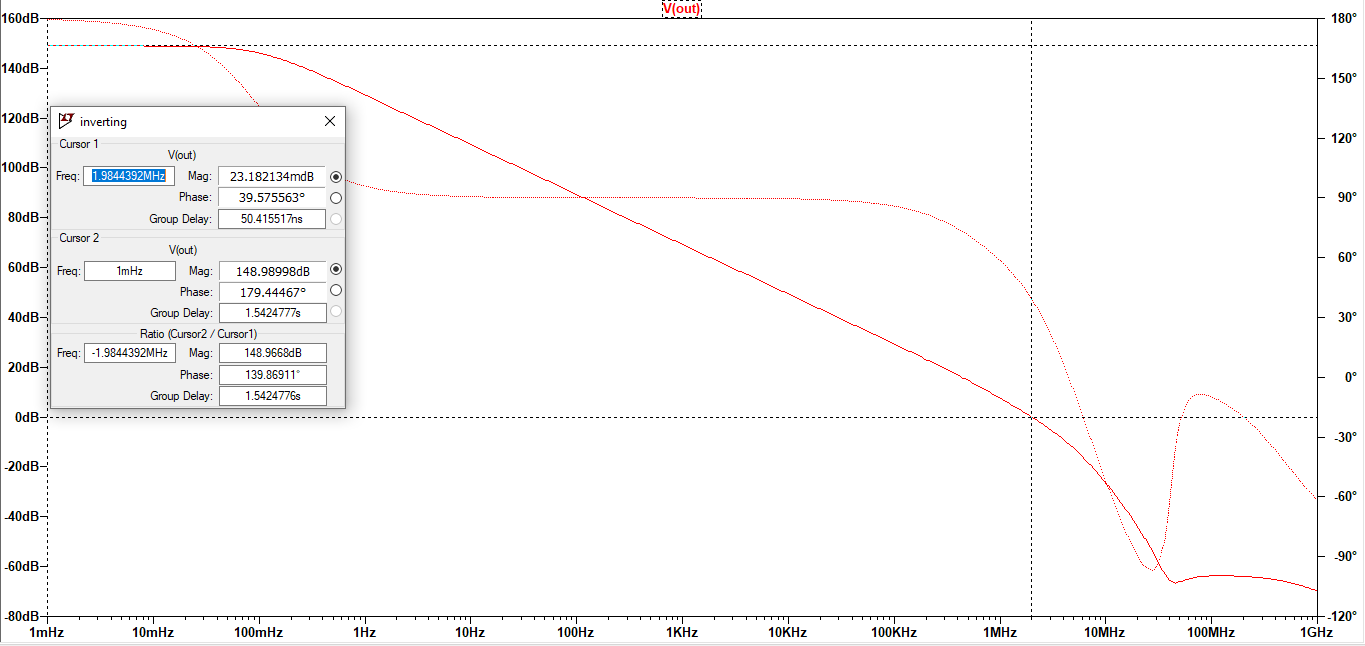 V(out)
160dB
140dB
120dB
100dB
80dB
60dB
40dB
20dB
0dB
-20dB
-40dB
-60dB
-80dB
inverting
Cursor 1
V(out)
Freq: 1.9844392MHz Mag: 23.182134mdB
Phase: 39.575563°
Group Delay: 50.415517ns
Cursor 2
V(out)
Freq: 1mHz Mag: 148.98998dB
Phase: 179.44467°
Group Delay: 1.5424777s
Ratio (Cursor2 / Cursor1)
Freq: -1.9844392MHz Mag: 148.9668dB
Phase: 139.86911°
Group Delay: 1.5424776s
180°
150°
120°
90°
60°
30°
0°
-30°
-60°
-90°
-120°
1mHz 10mHz 100mHz 1Hz 10Hz 100Hz 1KHz 10KHz 100KHz 1MHz 10MHz 100MHz 1GHz